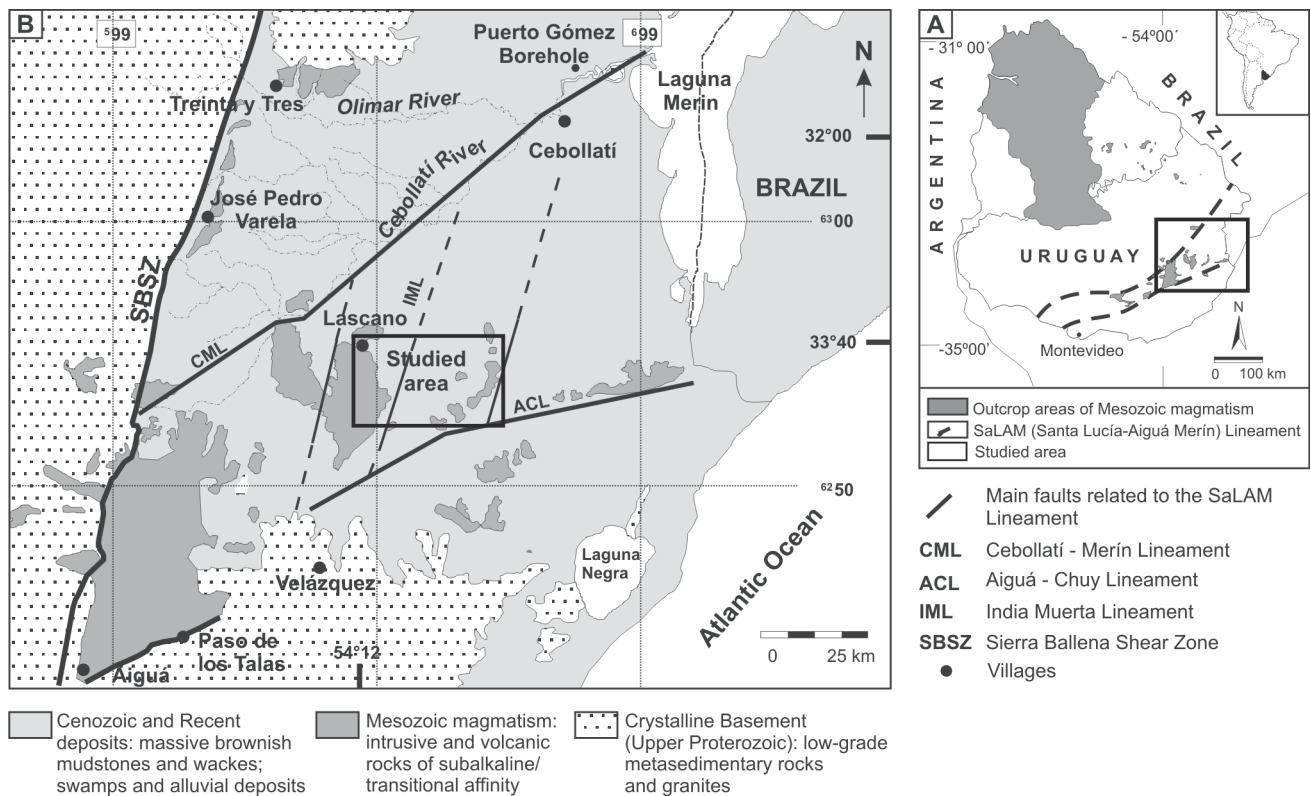 B
⁵99
Puerto Gómez
Borehole
⁶99
N
Laguna
Merin
Treinta y Tres
Olimar River
Cebollatí
32°00
Cebollatí River
José Pedro
Varela
BRAZIL
⁶³00
SBSZ
IML
Lascano
CML
Studied
area
33°40
ACL
⁶²50
Laguna
Negra
Atlantic Ocean
Velázquez
Paso de
los Talas
54°12
Aiguá
0 25 km
A
- 31° 00'
- 54°00'
BRAZIL
ARGENTINA
URUGUAY
N
-35°00'
Montevideo
0 100 km
Outcrop areas of Mesozoic magmatism
SaLAM (Santa Lucía-Aiguá Merín) Lineament
Studied area
Main faults related to the SaLAM
Lineament
CML Cebollatí - Merín Lineament
ACL Aiguá - Chuy Lineament
IML India Muerta Lineament
SBSZ Sierra Ballena Shear Zone
Villages
Cenozoic and Recent
deposits: massive brownish
mudstones and wackes;
swamps and alluvial deposits
Mesozoic magmatism:
intrusive and volcanic
rocks of subalkaline/
transitional affinity
Crystalline Basement
(Upper Proterozoic): low-grade
metasedimentary rocks
and granites